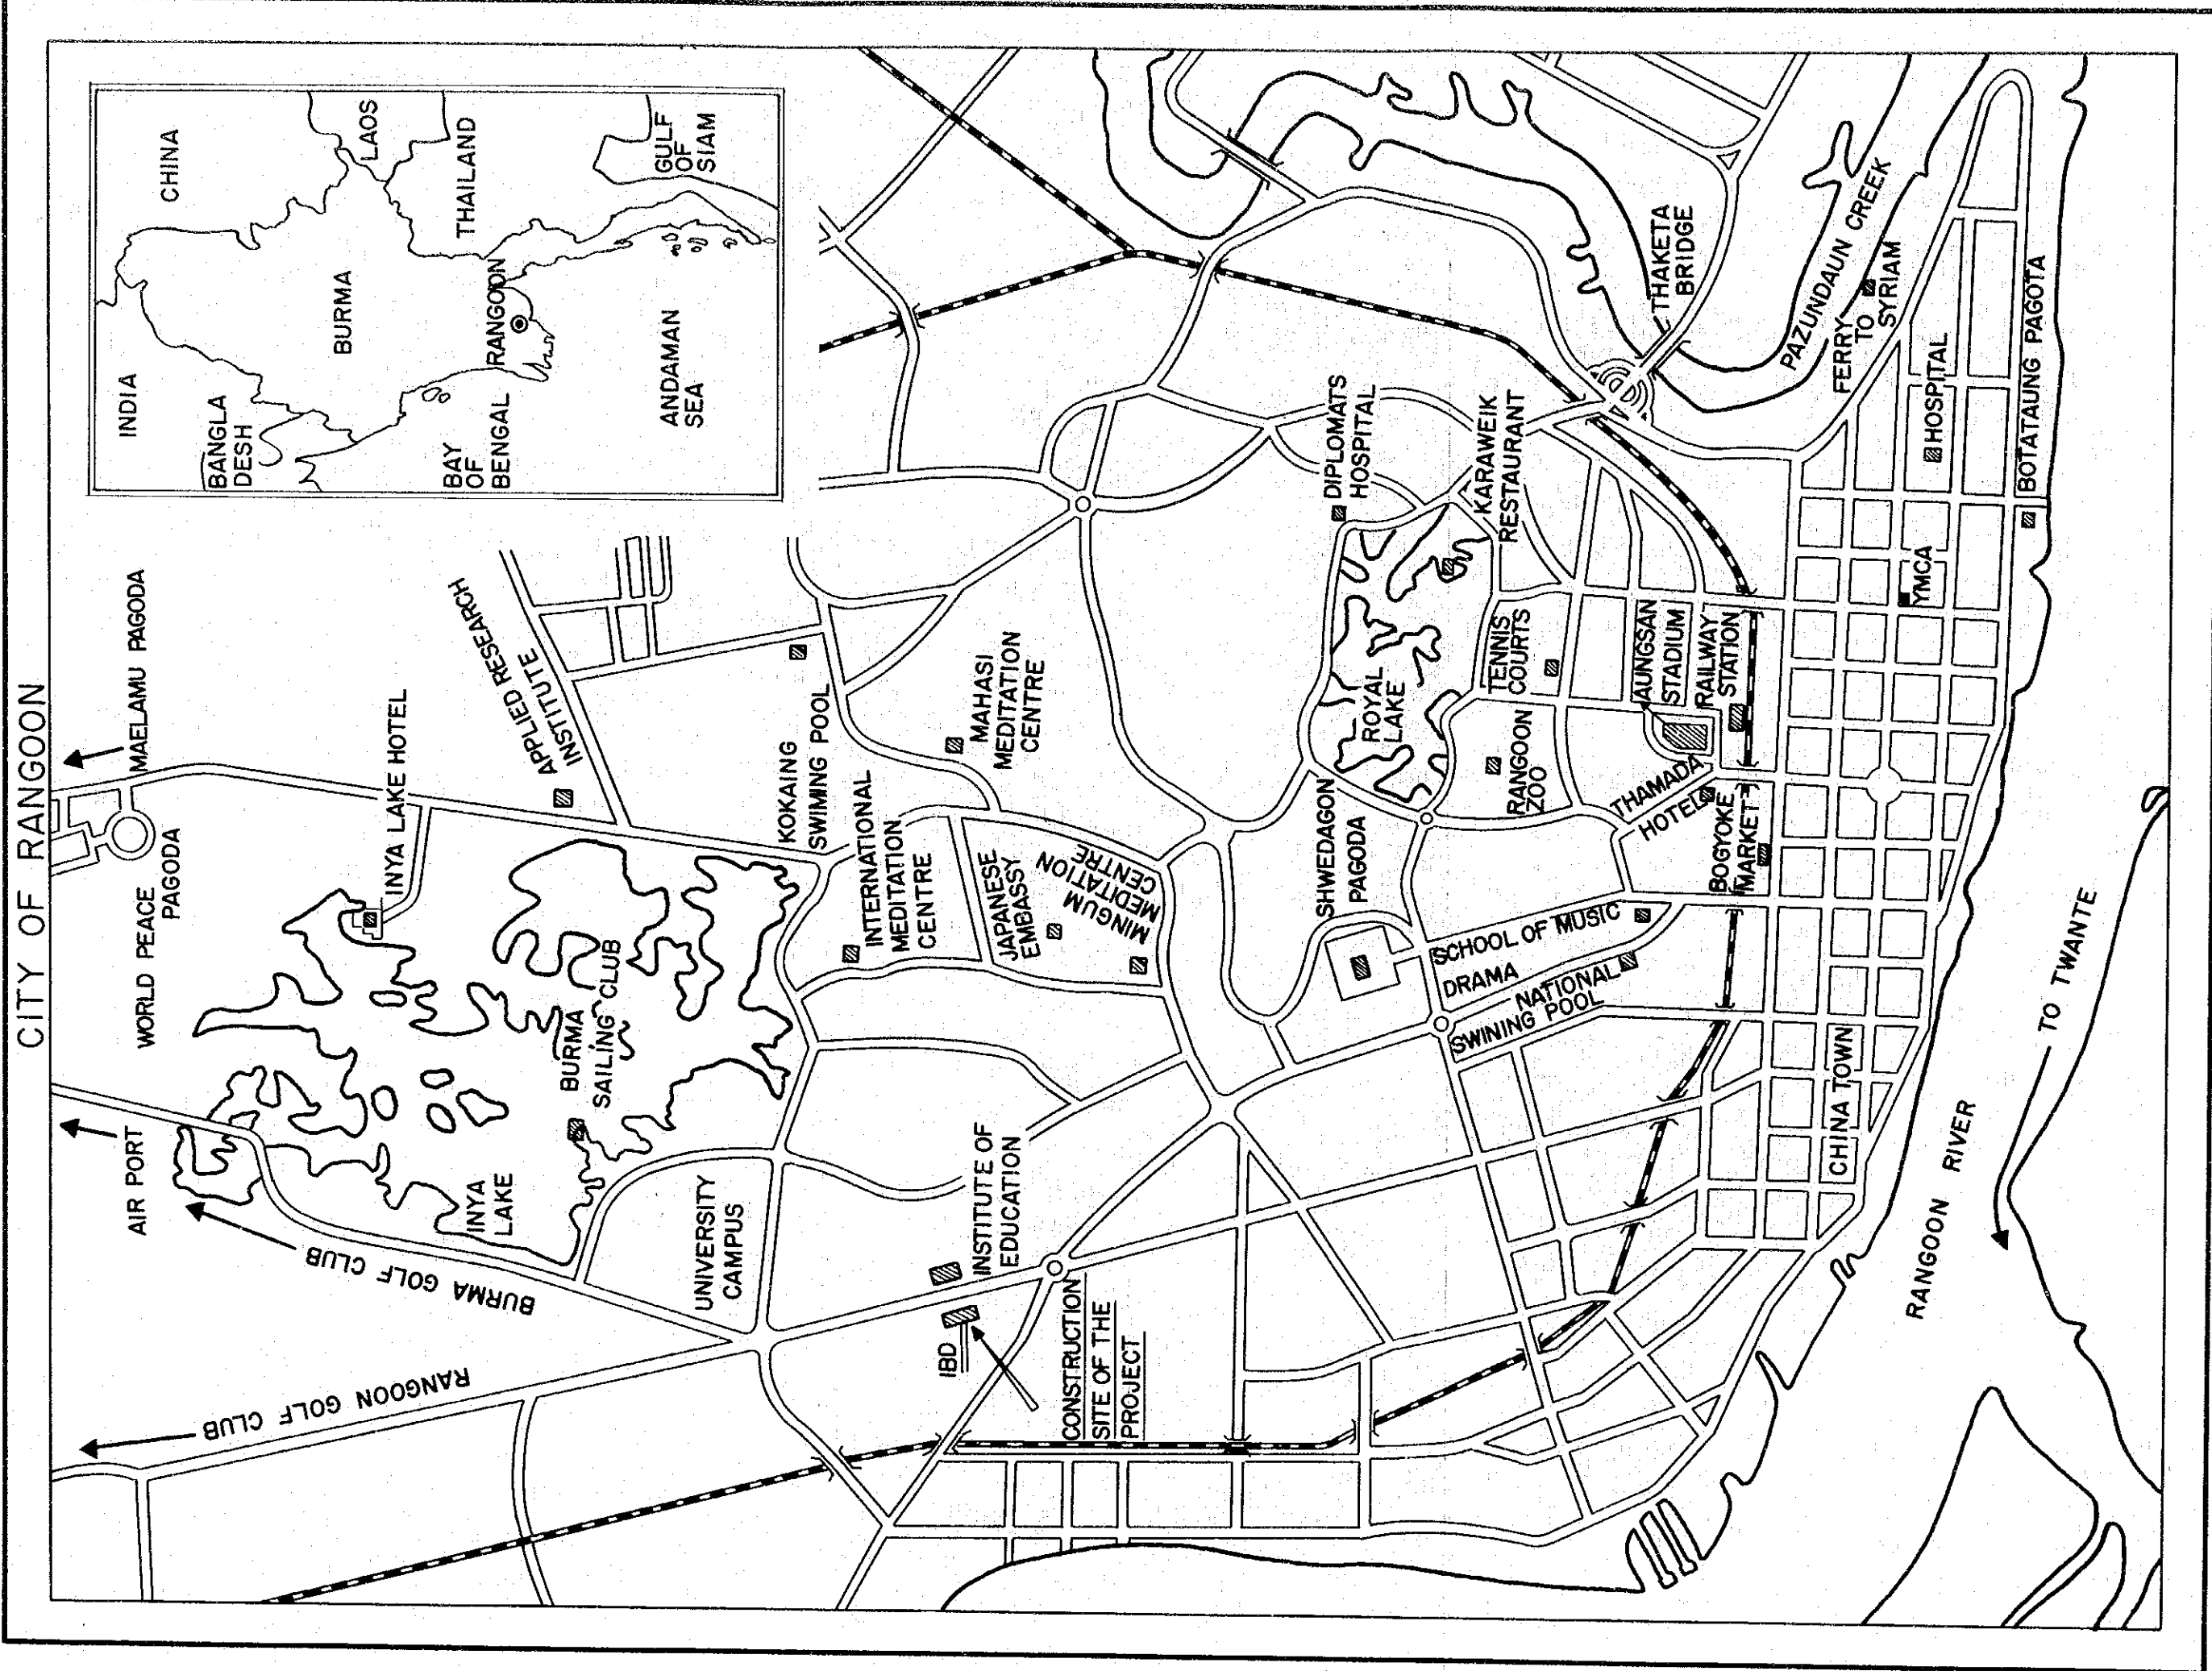 CITY OF RANGOON
INDIA
CHINA
BANGLA
DESH
BURMA
LAOS
THAILAND
BAY
OF
BENGAL
RANGOON
ANDAMAN
SEA
GULF
OF
SIAM
AIR PORT
WORLD PEACE
PAGODA
MAELAMU PAGODA
RANGOON GOLF CLUB
BURMA GOLF CLUB
INYA
LAKE
INYA LAKE HOTEL
BURMA
SAILING CLUB
APPLIED RESEARCH
INSTITUTE
UNIVERSITY
CAMPUS
KOKAING
SWIMING POOL
INTERNATIONAL
MEDITATION
CENTRE
MAHASI
MEDITATION
CENTRE
JAPANESE
EMBASSY
MINGUM
MEDITATION
CENTRE
INSTITUTE OF
EDUCATION
IBD
CONSTRUCTION
SITE OF THE
PROJECT
SHWEDAGON
PAGODA
ROYAL
LAKE
DIPLOMATS
HOSPITAL
KARAWEIK
RESTAURANT
TENNIS
COURTS
RANGOON
ZOO
SCHOOL OF MUSIC
DRAMA
NATIONAL
SWINING POOL
THAMADA
HOTEL
AUNGSAN
STADIUM
RAILWAY
STATION
BOGYOKE
MARKET
THAKETA
BRIDGE
PAZUNDAUN CREEK
FERRY
TO
SYRIAM
HOSPITAL
YMCA
CHINA TOWN
BOTATAUNG PAGOTA
RANGOON RIVER
TO TWANTE